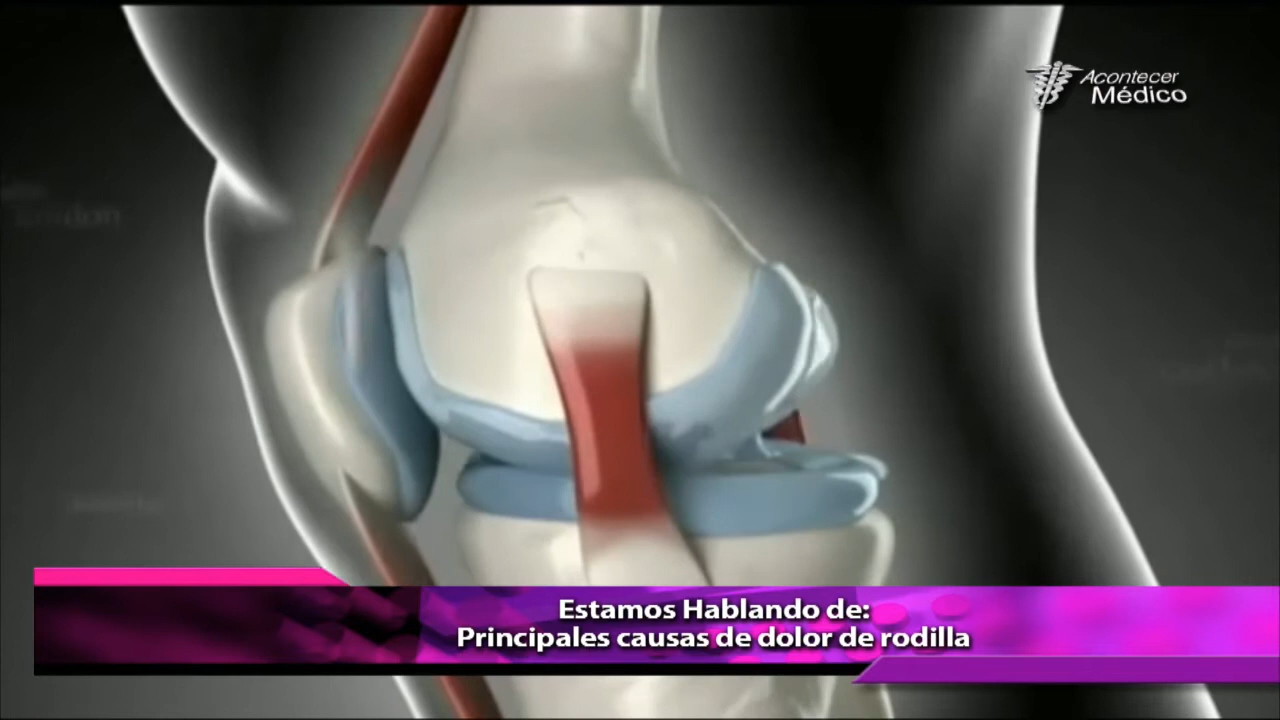 Acontecer
Médico
Estamos Hablando de:
Principales causas de dolor de rodilla